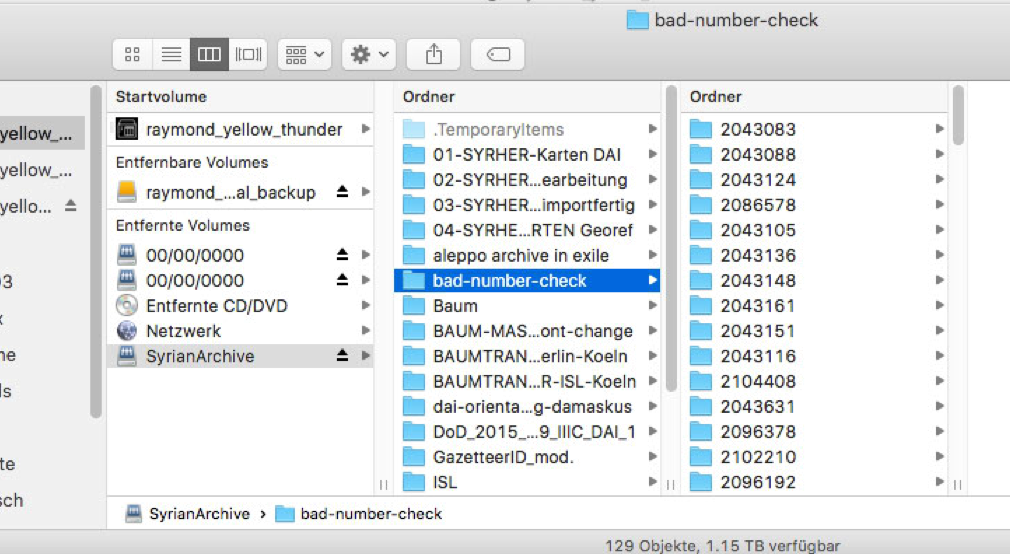 bad-number-check
yellow_...
yellow_...
yello...
03
x
ne
ls
te
sch
Startvolume
raymond_yellow_thunder
Entfernbare Volumes
raymond_...al_backup
Entfernte Volumes
00/00/0000
00/00/0000
Entfernte CD/DVD
Netzwerk
SyrianArchive
Ordner
.TemporaryItems
01-SYRHER-Karten DAI
02-SYRHER...earbeitung
03-SYRHER...importfertig
04-SYRHE...RTEN Georef
aleppo archive in exile
bad-number-check
Baum
BAUM-MAS...ont-change
BAUMTRAN...erlin-Koeln
BAUMTRAN...R-ISL-Koeln
dai-orienta...g-damaskus
DoD_2015_...9_IIIC_DAI_1
GazetteerID_mod.
ISL
Ordner
2043083
2043088
2043124
2086578
2043105
2043136
2043148
2043161
2043151
2043116
2104408
2043631
2096378
2102210
2096192
SyrianArchive › bad-number-check
129 Objekte, 1.15 TB verfügbar